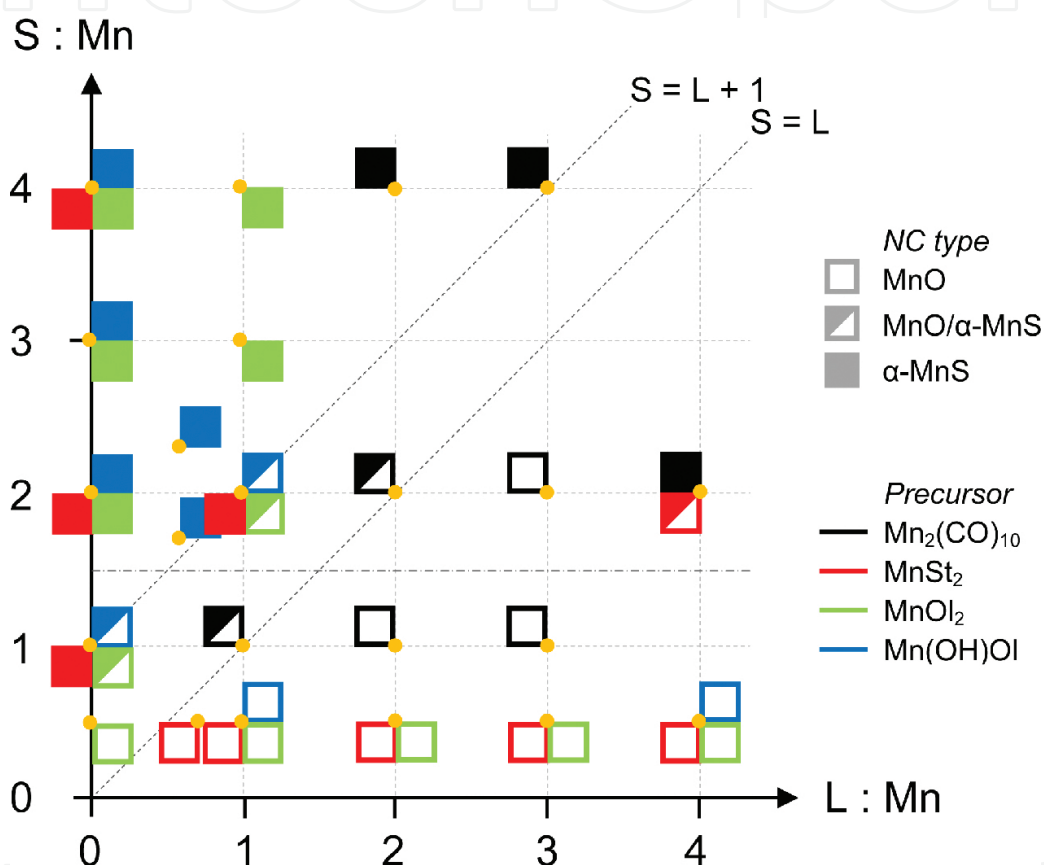 S : Mn
S = L + 1
S = L
4
3
2
1
0
NC type
MnO
MnO/α-MnS
α-MnS
Precursor
Mn₂(CO)₁₀
MnSt₂
MnOl₂
Mn(OH)Ol
L : Mn
0 1 2 3 4